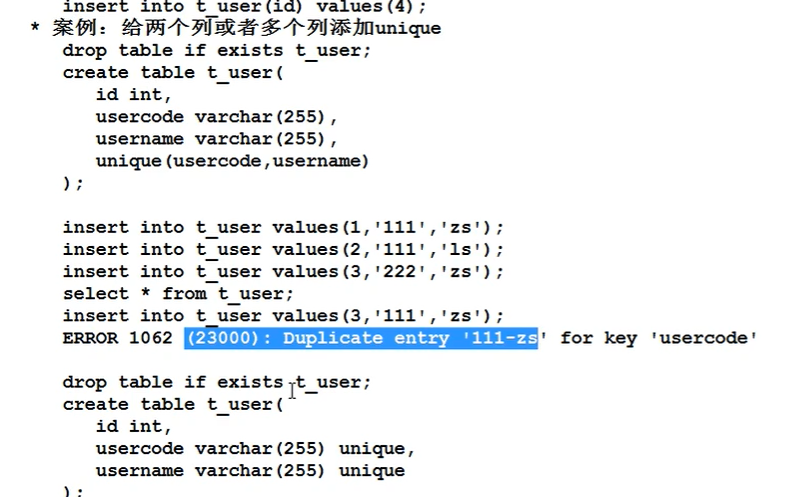 insert into t_user(id) values(4);
* 案例：给两个列或者多个列添加unique
drop table if exists t_user;
create table t_user(
id int,
usercode varchar(255),
username varchar(255),
unique(usercode,username)
);
insert into t_user values(1,'111','zs');
insert into t_user values(2,'111','ls');
insert into t_user values(3,'222','zs');
select * from t_user;
insert into t_user values(3,'111','zs');
ERROR 1062 (23000): Duplicate entry '111-zs' for key 'usercode'
drop table if exists t_user;
create table t_user(
id int,
usercode varchar(255) unique,
username varchar(255) unique
);